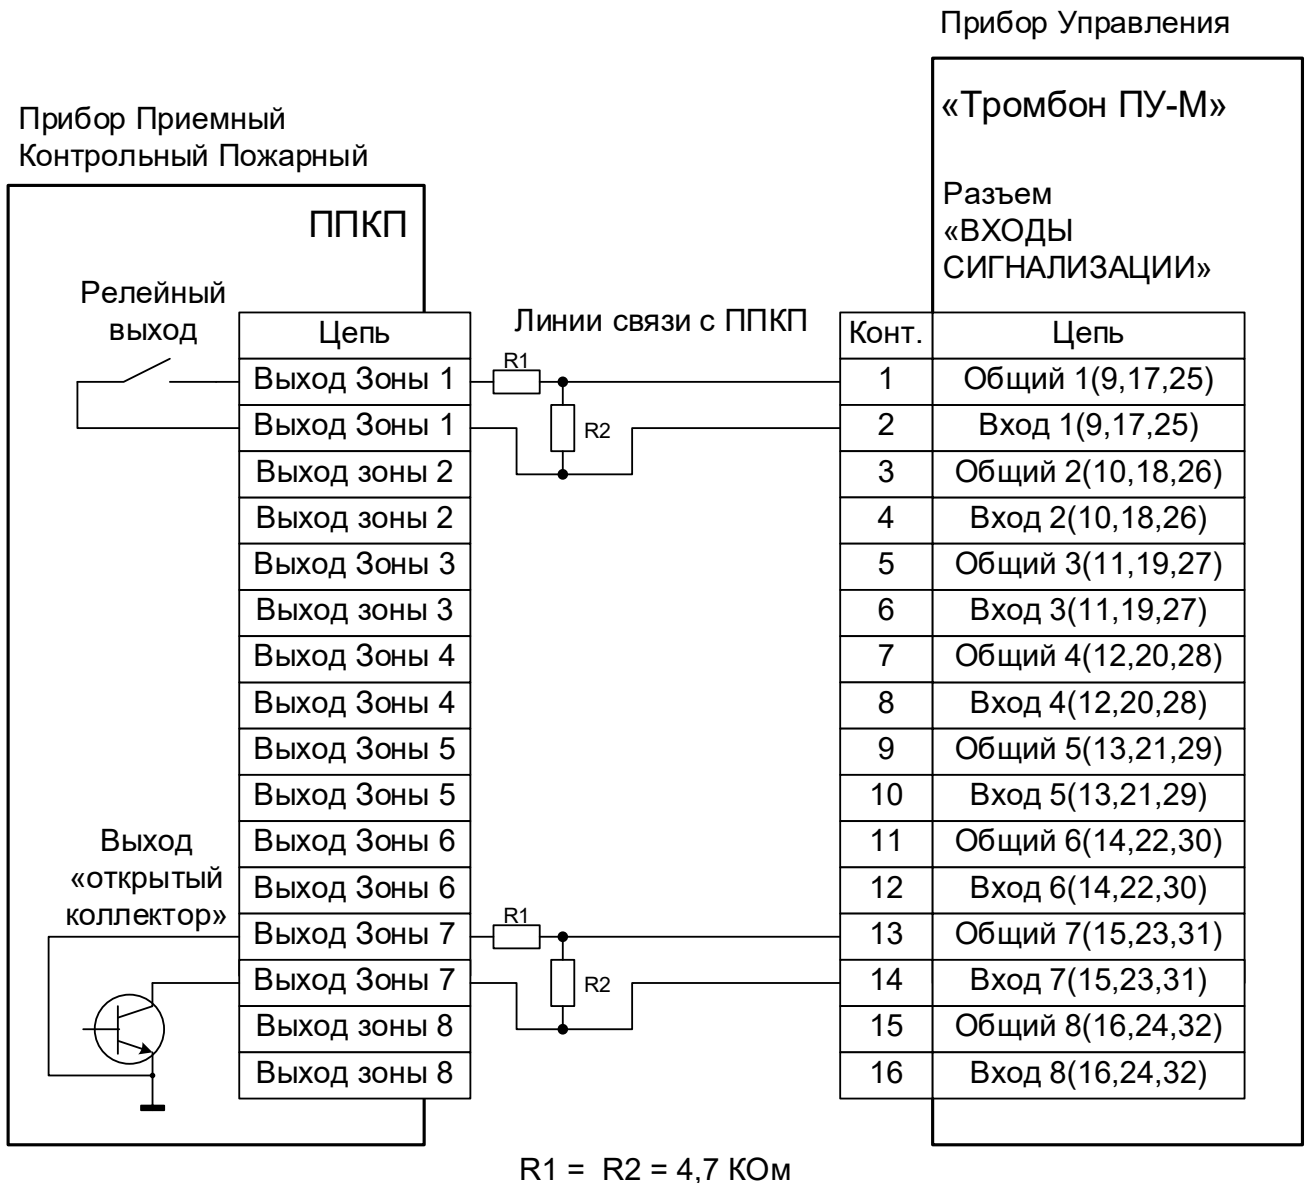 Прибор Управления
«Тромбон ПУ-М»
Прибор Приемный
Контрольный Пожарный
Разъем
«ВХОДЫ
СИГНАЛИЗАЦИИ»
ППКП
Релейный
выход
Линии связи с ППКП
Цепь
Конт.
Цепь
Выход Зоны 1
R1
1
Общий 1(9,17,25)
Выход Зоны 1
R2
2
Вход 1(9,17,25)
Выход зоны 2
3
Общий 2(10,18,26)
Выход зоны 2
4
Вход 2(10,18,26)
Выход Зоны 3
5
Общий 3(11,19,27)
Выход зоны 3
6
Вход 3(11,19,27)
Выход Зоны 4
7
Общий 4(12,20,28)
Выход Зоны 4
8
Вход 4(12,20,28)
Выход Зоны 5
9
Общий 5(13,21,29)
Выход Зоны 5
10
Вход 5(13,21,29)
Выход
«открытый
коллектор»
Выход Зоны 6
11
Общий 6(14,22,30)
Выход Зоны 6
12
Вход 6(14,22,30)
Выход Зоны 7
R1
13
Общий 7(15,23,31)
Выход Зоны 7
R2
14
Вход 7(15,23,31)
Выход зоны 8
15
Общий 8(16,24,32)
Выход зоны 8
16
Вход 8(16,24,32)
R1 = R2 = 4,7 КОм